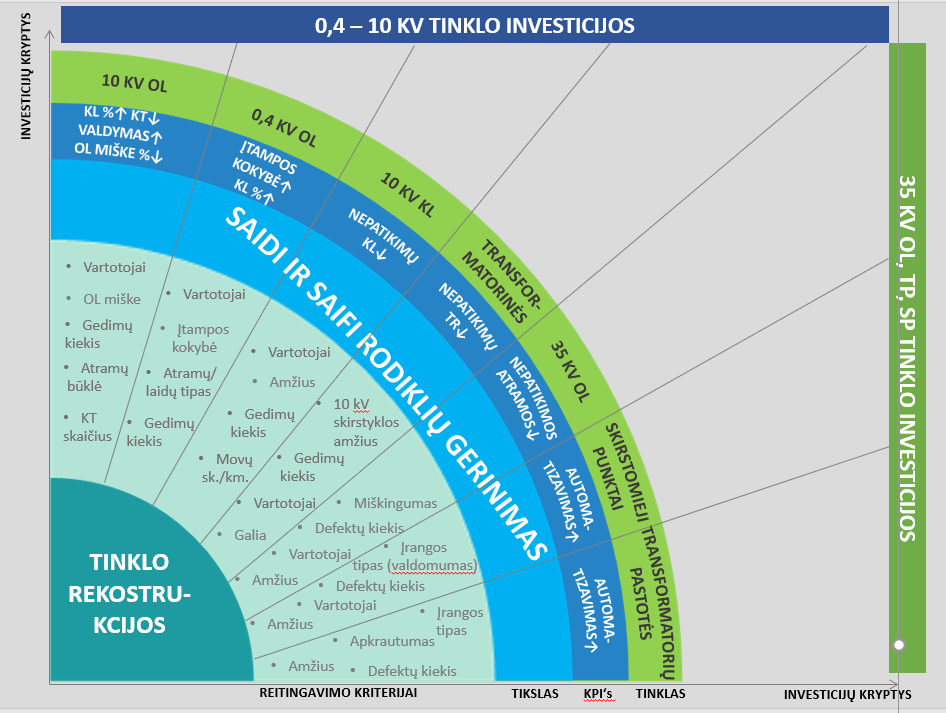 INVESTICIJŲ KRYPTYS
0,4 – 10 KV TINKLO INVESTICIJOS
10 KV OL
0,4 KV OL
10 KV KL
TRANSFOR-
MATORINĖS
35 KV OL
SKIRSTOMIEJI
PUNKTAI
TRANSFORMATORIŲ
PASTOTĖS
KL %↑ KT↓
VALDYMAS↑
OL MIŠKE %↓
ĮTAMPOS
KOKYBĖ↑
KL %↑
NEPATIKIMŲ
KL↓
NEPATIKIMŲ
TR↓
NEPATIKIMOS
ATRAMOS↓
AUTOMA-
TIZAVIMAS↑
AUTOMA-
TIZAVIMAS↑
SAIDI IR SAIFI RODIKLIŲ GERINIMAS
• Vartotojai
• OL miške
• Gedimų
kiekis
• Atramų
būklė
• KT
skaičius
• Vartotojai
• Įtampos
kokybė
• Atramų/
laidų tipas
• Gedimų
kiekis
• Vartotojai
• Amžius
• Gedimų
kiekis
• Movų
sk./km.
• 10 kV
skirstyklos
amžius
• Gedimų
kiekis
• Vartotojai
• Galia
• Miškingumas
• Defektų kiekis
• Vartotojai
• Amžius
• Įrangos
tipas (valdomumas)
• Defektų kiekis
• Vartotojai
• Amžius
• Įrangos
tipas
• Apkrautumas
• Amžius
• Defektų kiekis
TINKLO
REKOSTRU-
KCIJOS
35 KV OL, TP, SP TINKLO INVESTICIJOS
REITINGAVIMO KRITERIJAI
TIKSLAS
KPI‘s
TINKLAS
INVESTICIJŲ KRYPTYS